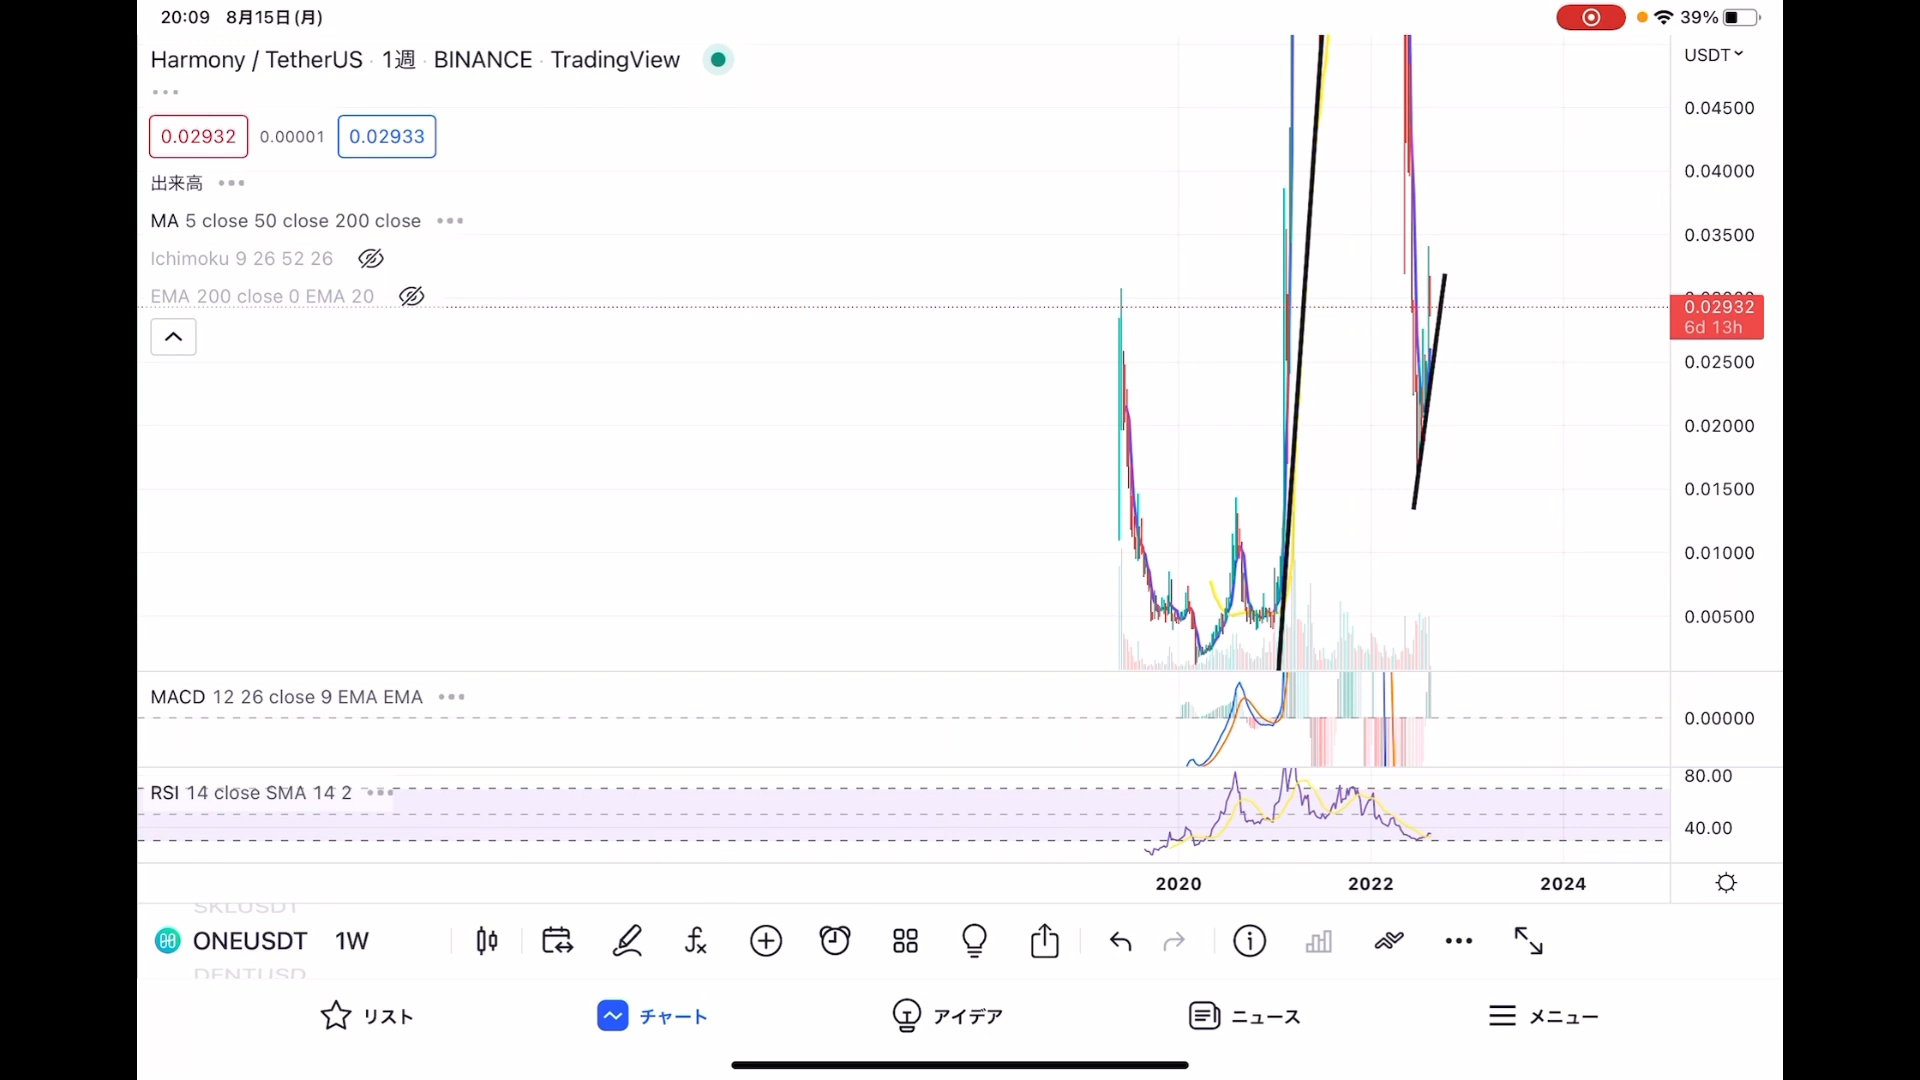 20:09 8月15日(月)
39%
Harmony / TetherUS · 1週 · BINANCE · TradingView
USDT
0.02932 0.00001 0.02933
出来高
MA 5 close 50 close 200 close
Ichimoku 9 26 52 26
EMA 200 close 0 EMA 20
0.04500
0.04000
0.03500
0.02932
6d 13h
0.02500
0.02000
0.01500
0.01000
0.00500
MACD 12 26 close 9 EMA EMA
0.00000
RSI 14 close SMA 14 2
80.00
40.00
2020 2022 2024
SKLUSDT
ONEUSDT 1W
DENTUSD
リスト チャート アイデア ニュース メニュー